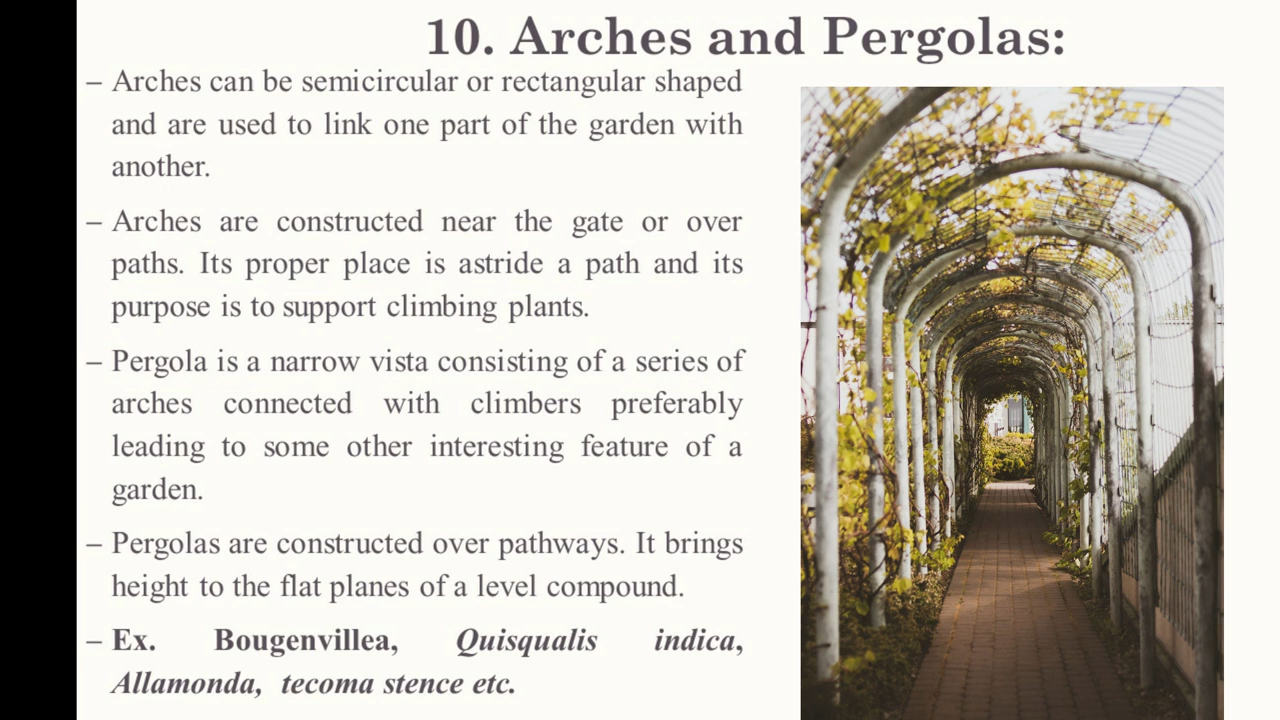 10. Arches and Pergolas:
– Arches can be semicircular or rectangular shaped
and are used to link one part of the garden with
another.
– Arches are constructed near the gate or over
paths. Its proper place is astride a path and its
purpose is to support climbing plants.
– Pergola is a narrow vista consisting of a series of
arches connected with climbers preferably
leading to some other interesting feature of a
garden.
– Pergolas are constructed over pathways. It brings
height to the flat planes of a level compound.
– Ex. Bougenvillea, Quisqualis indica,
Allamonda, tecoma stence etc.